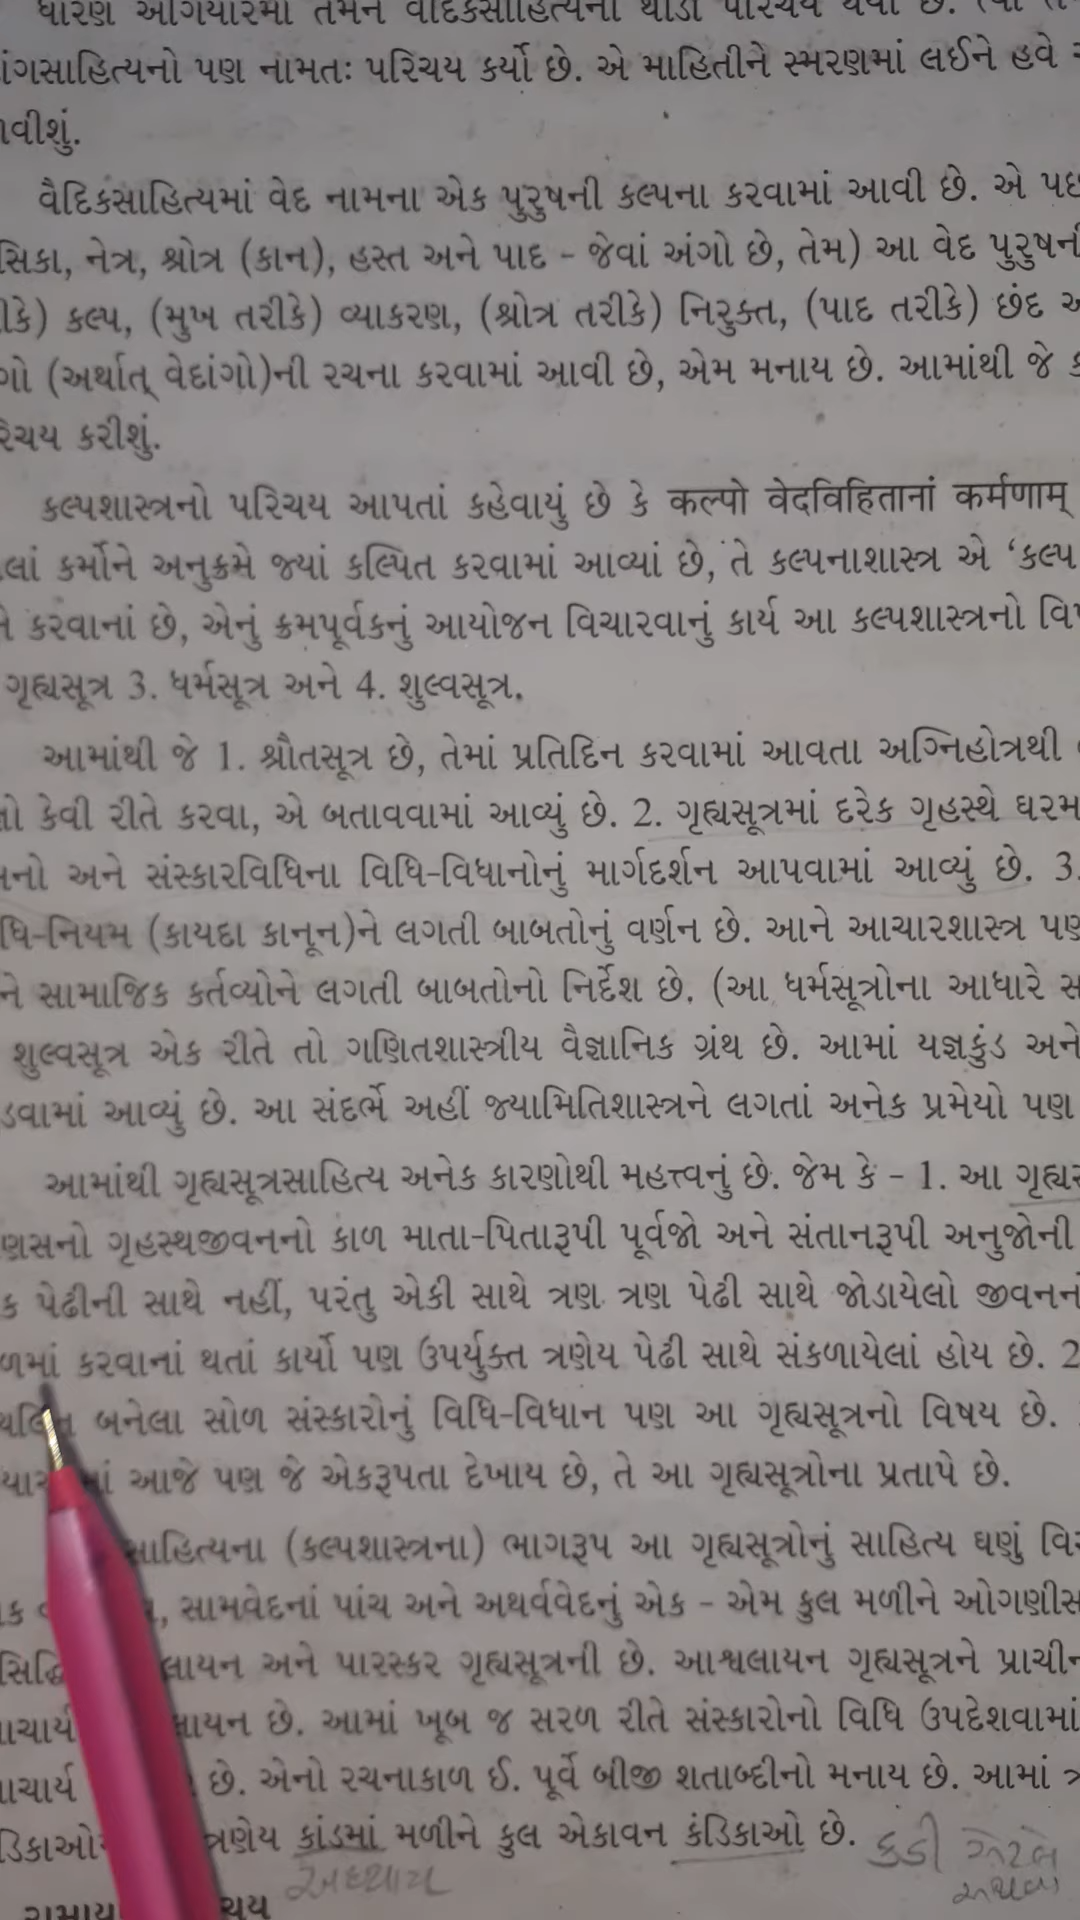 ધોરણ અગિયારમાં તમને વૈદિકસાહિત્યનો થોડો પરિચય થયો છે.
ગસાહિત્યનો પણ નામતઃ પરિચય કર્યો છે. એ માહિતીને સ્મરણમાં લઈને હવે
વીશું.
વૈદિકસાહિત્યમાં વેદ નામના એક પુરુષની કલ્પના કરવામાં આવી છે. એ
સિકા, નેત્ર, શ્રોત્ર (કાન), હસ્ત અને પાદ - જેવાં અંગો છે, તેમ) આ વેદ પુરુષની
કે) કલ્પ, (મુખ તરીકે) વ્યાકરણ, (શ્રોત્ર તરીકે) નિરુક્ત, (પાદ તરીકે) છંદ
ગો (અર્થાત્ વેદાંગો)ની રચના કરવામાં આવી છે, એમ મનાય છે. આમાંથી જે
ચય કરીશું.
કલ્પશાસ્ત્રનો પરિચય આપતાં કહેવાયું છે કે कल्पो वेदविहितानां कर्मणाम्
લાં કર્મોને અનુક્રમે જ્યાં કલ્પિત કરવામાં આવ્યાં છે, તે કલ્પનાશાસ્ત્ર એ ‘કલ્પ
કરવાનાં છે, એનું ક્રમપૂર્વકનું આયોજન વિચારવાનું કાર્ય આ કલ્પશાસ્ત્રનો
ગૃહ્યસૂત્ર 3. ધર્મસૂત્ર અને 4. શુલ્વસૂત્ર.
આમાંથી જે 1. શ્રૌતસૂત્ર છે, તેમાં પ્રતિદિન કરવામાં આવતા અગ્નિહોત્રથી
કેવી રીતે કરવા, એ બતાવવામાં આવ્યું છે. 2. ગૃહ્યસૂત્રમાં દરેક ગૃહસ્થે ઘરમ
નો અને સંસ્કારવિધિના વિધિ-વિધાનોનું માર્ગદર્શન આપવામાં આવ્યું છે. 3.
ધિ-નિયમ (કાયદા કાનૂન)ને લગતી બાબતોનું વર્ણન છે. આને આચારશાસ્ત્ર પણ
ને સામાજિક કર્તવ્યોને લગતી બાબતોનો નિર્દેશ છે. (આ ધર્મસૂત્રોના આધારે
શુલ્વસૂત્ર એક રીતે તો ગણિતશાસ્ત્રીય વૈજ્ઞાનિક ગ્રંથ છે. આમાં યજ્ઞકુંડ અને
ડવામાં આવ્યું છે. આ સંદર્ભે અહીં જ્યામિતિશાસ્ત્રને લગતાં અનેક પ્રમેયો પણ
આમાંથી ગૃહ્યસૂત્રસાહિત્ય અનેક કારણોથી મહત્ત્વનું છે. જેમ કે - 1. આ ગૃહ્ય
ણસનો ગૃહસ્થજીવનનો કાળ માતા-પિતારૂપી પૂર્વજો અને સંતાનરૂપી અનુજોની
ક પેઢીની સાથે નહીં, પરંતુ એકી સાથે ત્રણ ત્રણ પેઢી સાથે જોડાયેલો જીવનનો
ળમાં કરવાનાં થતાં કાર્યો પણ ઉપર્યુક્ત ત્રણેય પેઢી સાથે સંકળાયેલાં હોય છે. 2
બનેલા સોળ સંસ્કારોનું વિધિ-વિધાન પણ આ ગૃહ્યસૂત્રનો વિષય છે.
આજે પણ જે એકરૂપતા દેખાય છે, તે આ ગૃહ્યસૂત્રોના પ્રતાપે છે.
સાહિત્યના (કલ્પશાસ્ત્રના) ભાગરૂપ આ ગૃહ્યસૂત્રોનું સાહિત્ય ઘણું
સામવેદનાં પાંચ અને અથર્વવેદનું એક - એમ કુલ મળીને ઓગણીસ
લાયન અને પારસ્કર ગૃહ્યસૂત્રની છે. આશ્વલાયન ગૃહ્યસૂત્રને પ્રાચીન
ાયન છે. આમાં ખૂબ જ સરળ રીતે સંસ્કારોનો વિધિ ઉપદેશવામાં
છે. એનો રચનાકાળ ઈ. પૂર્વે બીજી શતાબ્દીનો મનાય છે. આમાં
ત્રણેય કાંડમાં મળીને કુલ એકાવન કંડિકાઓ છે. કડી એટલે
અધ્યાય અથવા